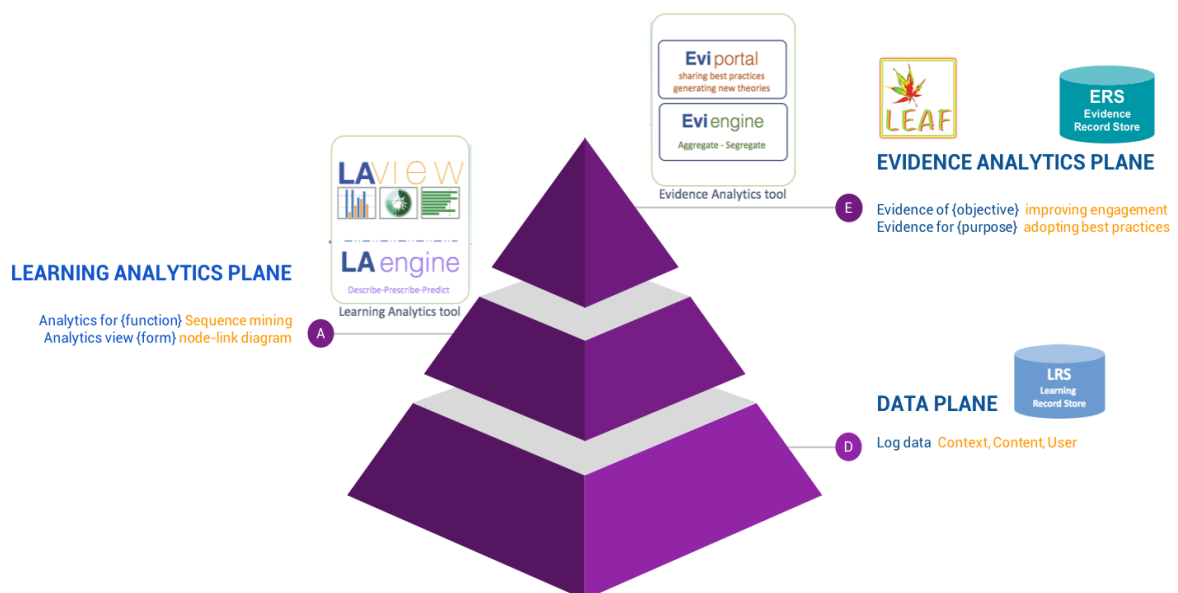 Evi portal
sharing best practices
generating new theories
Evi engine
Aggregate - Segregate
Evidence Analytics tool
LEAF
ERS
Evidence
Record Store
EVIDENCE ANALYTICS PLANE
E
Evidence of {objective} improving engagement
Evidence for {purpose} adopting best practices
LAview
LA engine
Describe-Prescribe-Predict
Learning Analytics tool
LEARNING ANALYTICS PLANE
Analytics for {function} Sequence mining
Analytics view {form} node-link diagram
A
LRS
Learning
Record Store
DATA PLANE
D
Log data Context, Content, User